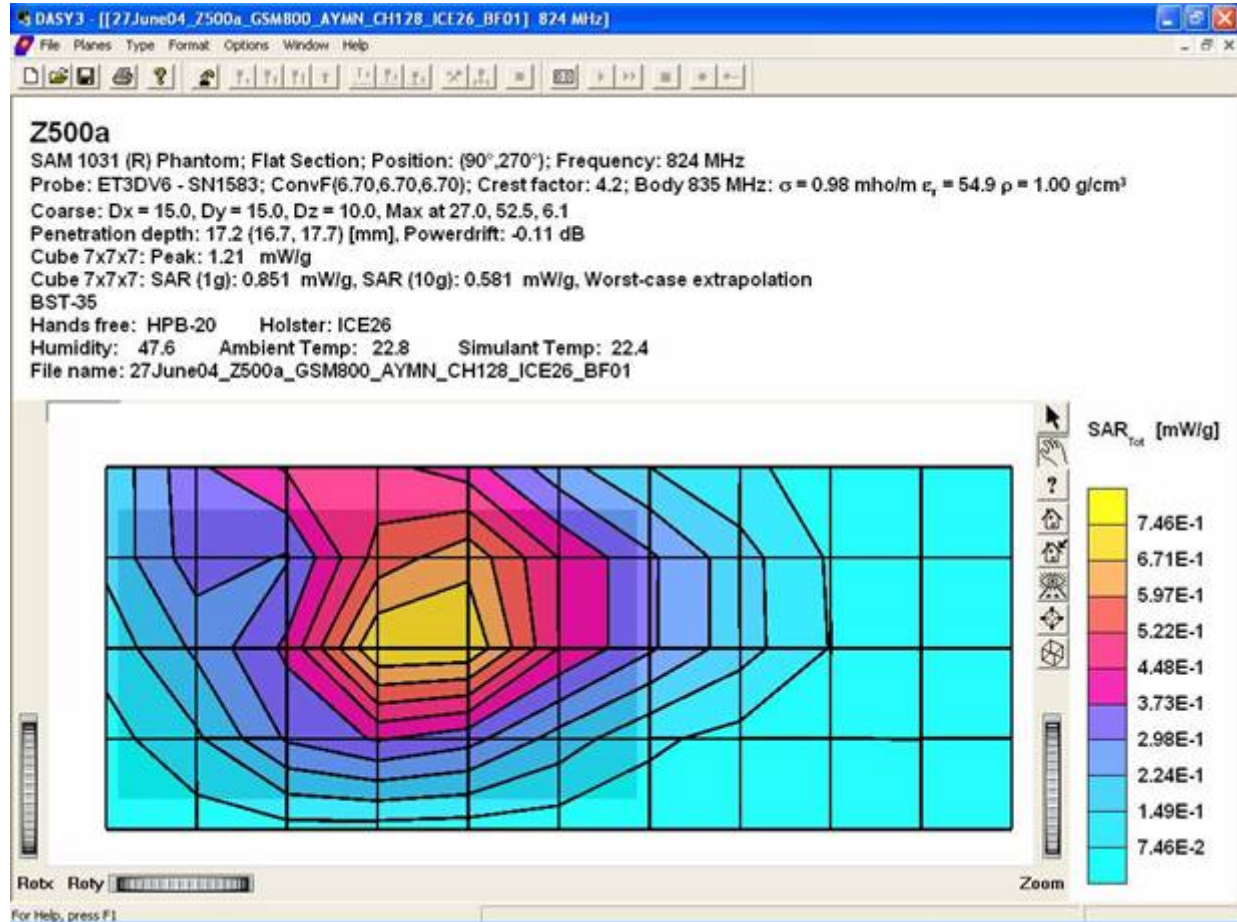 DASY3 - [[27June04_Z500a_GSM800_AYMN_CH128_ICE26_BF01] 824 MHz]
File Planes Type Format Options Window Help
Z500a
SAM 1031 (R) Phantom; Flat Section; Position: (90°,270°); Frequency: 824 MHz
Probe: ET3DV6 - SN1583; ConvF(6.70,6.70,6.70); Crest factor: 4.2; Body 835 MHz: σ = 0.98 mho/m εr = 54.9 ρ = 1.00 g/cm³
Coarse: Dx = 15.0, Dy = 15.0, Dz = 10.0, Max at 27.0, 52.5, 6.1
Penetration depth: 17.2 (16.7, 17.7) [mm], Powerdrift: -0.11 dB
Cube 7x7x7: Peak: 1.21 mW/g
Cube 7x7x7: SAR (1g): 0.851 mW/g, SAR (10g): 0.581 mW/g, Worst-case extrapolation
BST-35
Hands free: HPB-20 Holster: ICE26
Humidity: 47.6 Ambient Temp: 22.8 Simulant Temp: 22.4
File name: 27June04_Z500a_GSM800_AYMN_CH128_ICE26_BF01
SAR Tot [mW/g]
7.46E-1
6.71E-1
5.97E-1
5.22E-1
4.48E-1
3.73E-1
2.98E-1
2.24E-1
1.49E-1
7.46E-2
Rotx Roty Zoom
For Help, press F1